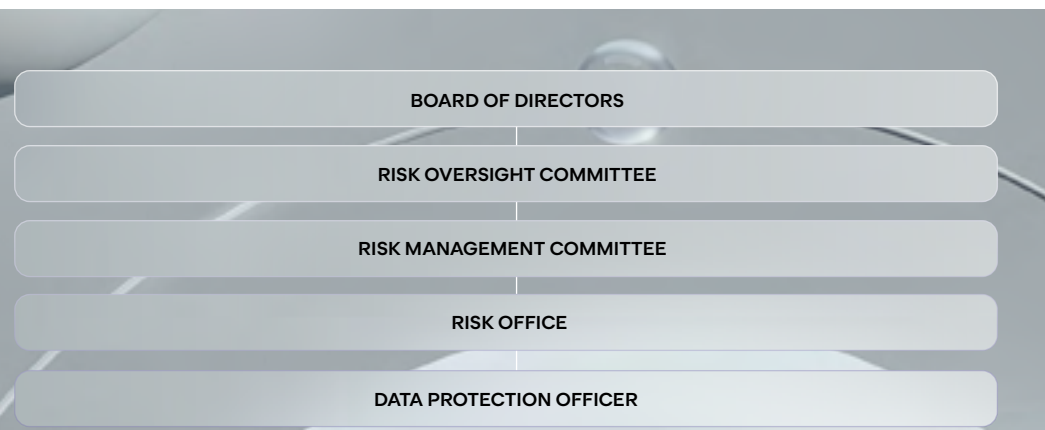 BOARD OF DIRECTORS
RISK OVERSIGHT COMMITTEE
RISK MANAGEMENT COMMITTEE
RISK OFFICE
DATA PROTECTION OFFICER